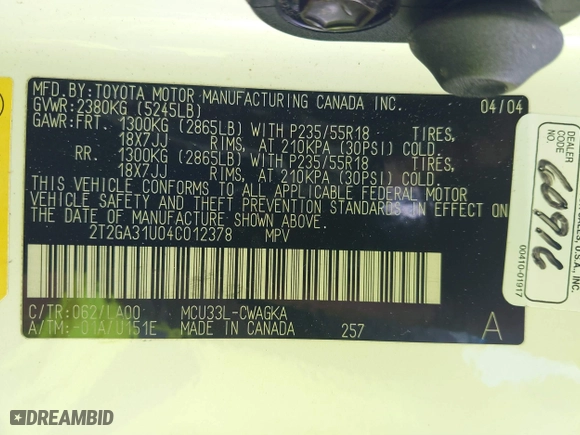 MFD.BY:TOYOTA MOTOR MANUFACTURING CANADA INC. 04/04
GVWR:2380KG (5245LB)
GAWR:FRT. 1300KG (2865LB) WITH P235/55R18 TIRES,
18X7JJ RIMS, AT 210KPA (30PSI) COLD.
RR. 1300KG (2865LB) WITH P235/55R18 TIRES,
18X7JJ RIMS, AT 210KPA (30PSI) COLD.
THIS VEHICLE CONFORMS TO ALL APPLICABLE FEDERAL MOTOR
VEHICLE SAFETY AND THEFT PREVENTION STANDARDS IN EFFECT ON
THE DATE OF MANUFACTURE SHOWN ABOVE.
2T2GA31U04C012378 MPV
C/TR:062/LA00 MCU33L-CWAGKA
A/TM:-01A/U151E MADE IN CANADA 257 A
DEALER
CODE
60916
SALES, U.S.A., INC.
00410-01917
DREAMBID